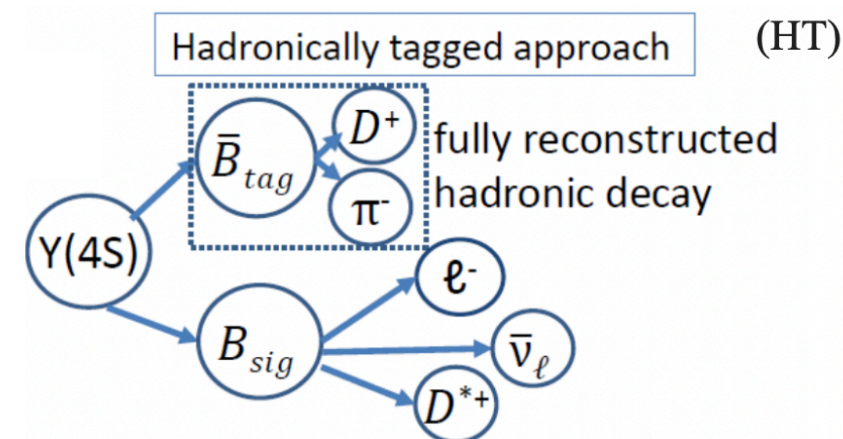 Hadronically tagged approach
(HT)
B̄tag
D⁺
π⁻
fully reconstructed
hadronic decay
Υ(4S)
Bsig
ℓ⁻
ν̄ℓ
D*⁺